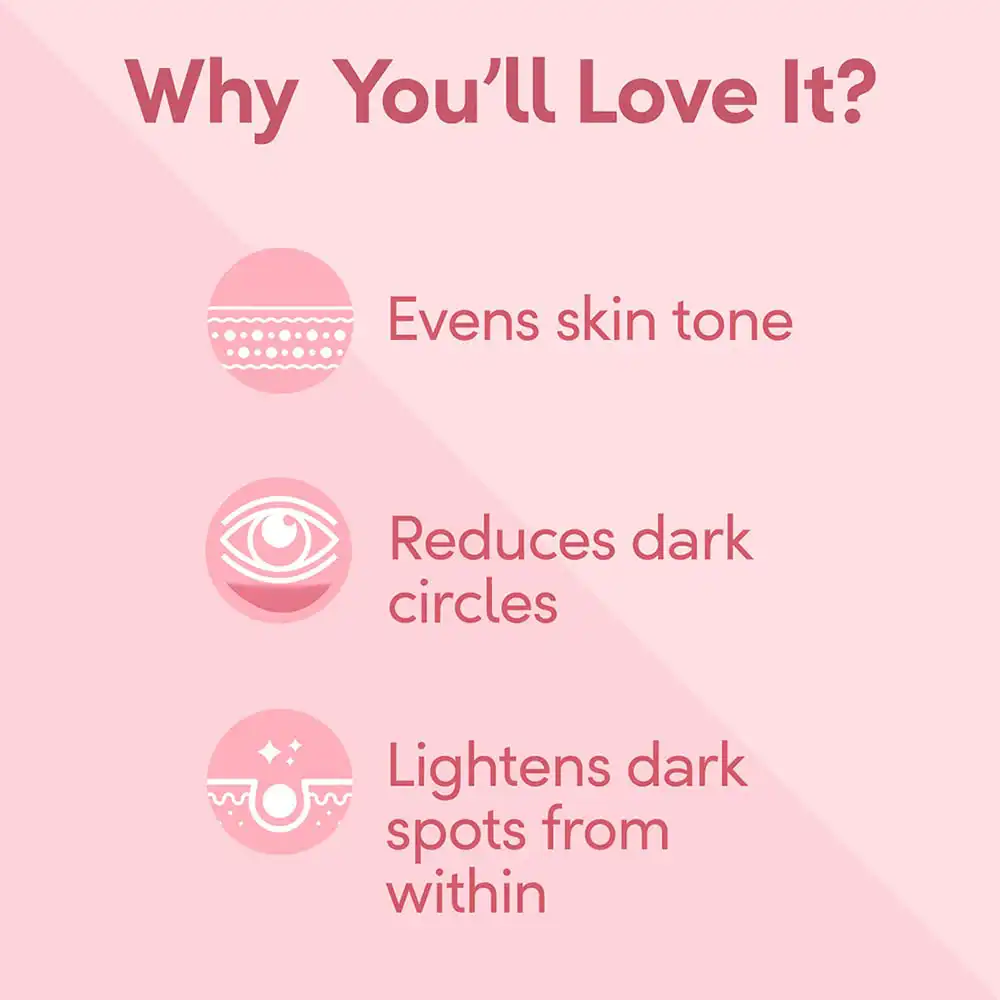 Why You'll Love It?
Evens skin tone
Reduces dark
circles
Lightens dark
spots from
within